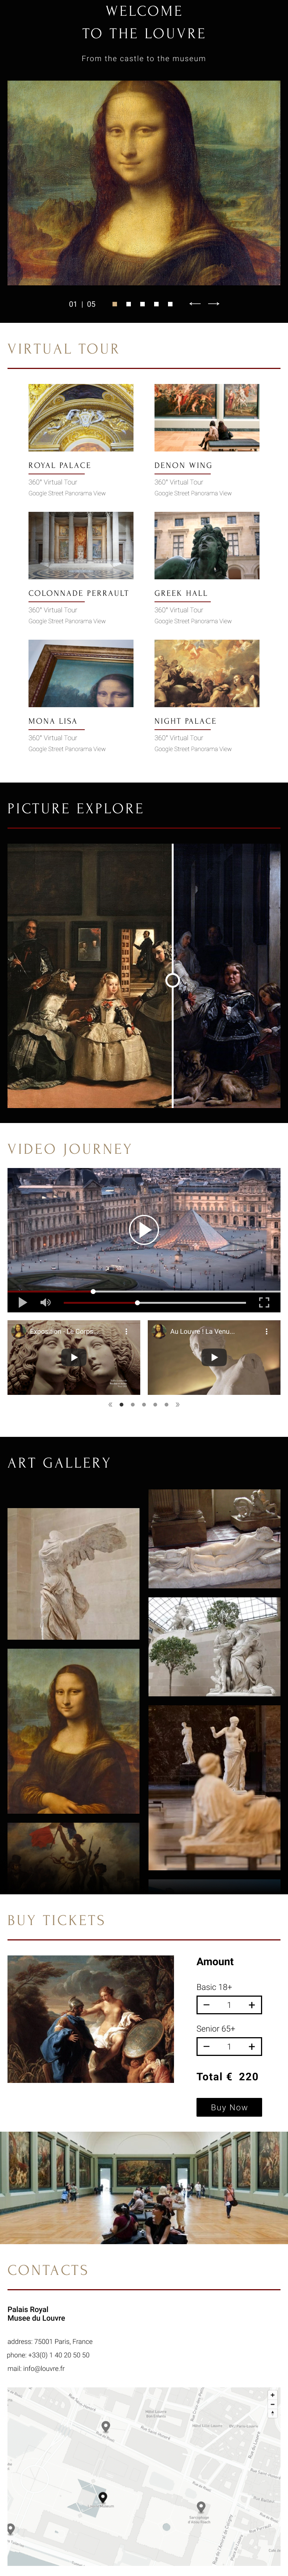 WELCOME
TO THE LOUVRE
From the castle to the museum
01 | 05
VIRTUAL TOUR
ROYAL PALACE
360° Virtual Tour
Google Street Panorama View
DENON WING
360° Virtual Tour
Google Street Panorama View
COLONNADE PERRAULT
360° Virtual Tour
Google Street Panorama View
GREEK HALL
360° Virtual Tour
Google Street Panorama View
MONA LISA
360° Virtual Tour
Google Street Panorama View
NIGHT PALACE
360° Virtual Tour
Google Street Panorama View
PICTURE EXPLORE
VIDEO JOURNEY
Au Louvre ! La Venu...
ART GALLERY
BUY TICKETS
Amount
Basic 18+
− 1 +
Senior 65+
− 1 +
Total € 220
Buy Now
CONTACTS
Palais Royal
Musee du Louvre
address: 75001 Paris, France
phone: +33(0) 1 40 20 50 50
mail: info@louvre.fr